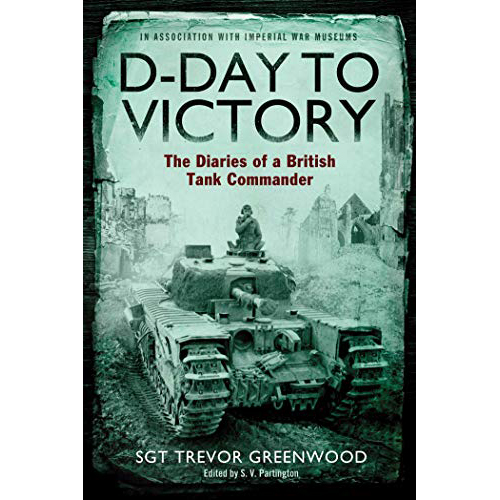 IN ASSOCIATION WITH IMPERIAL WAR MUSEUMS
D-DAY TO
VICTORY
The Diaries of a British
Tank Commander
SGT TREVOR GREENWOOD
Edited by S. V. Partington